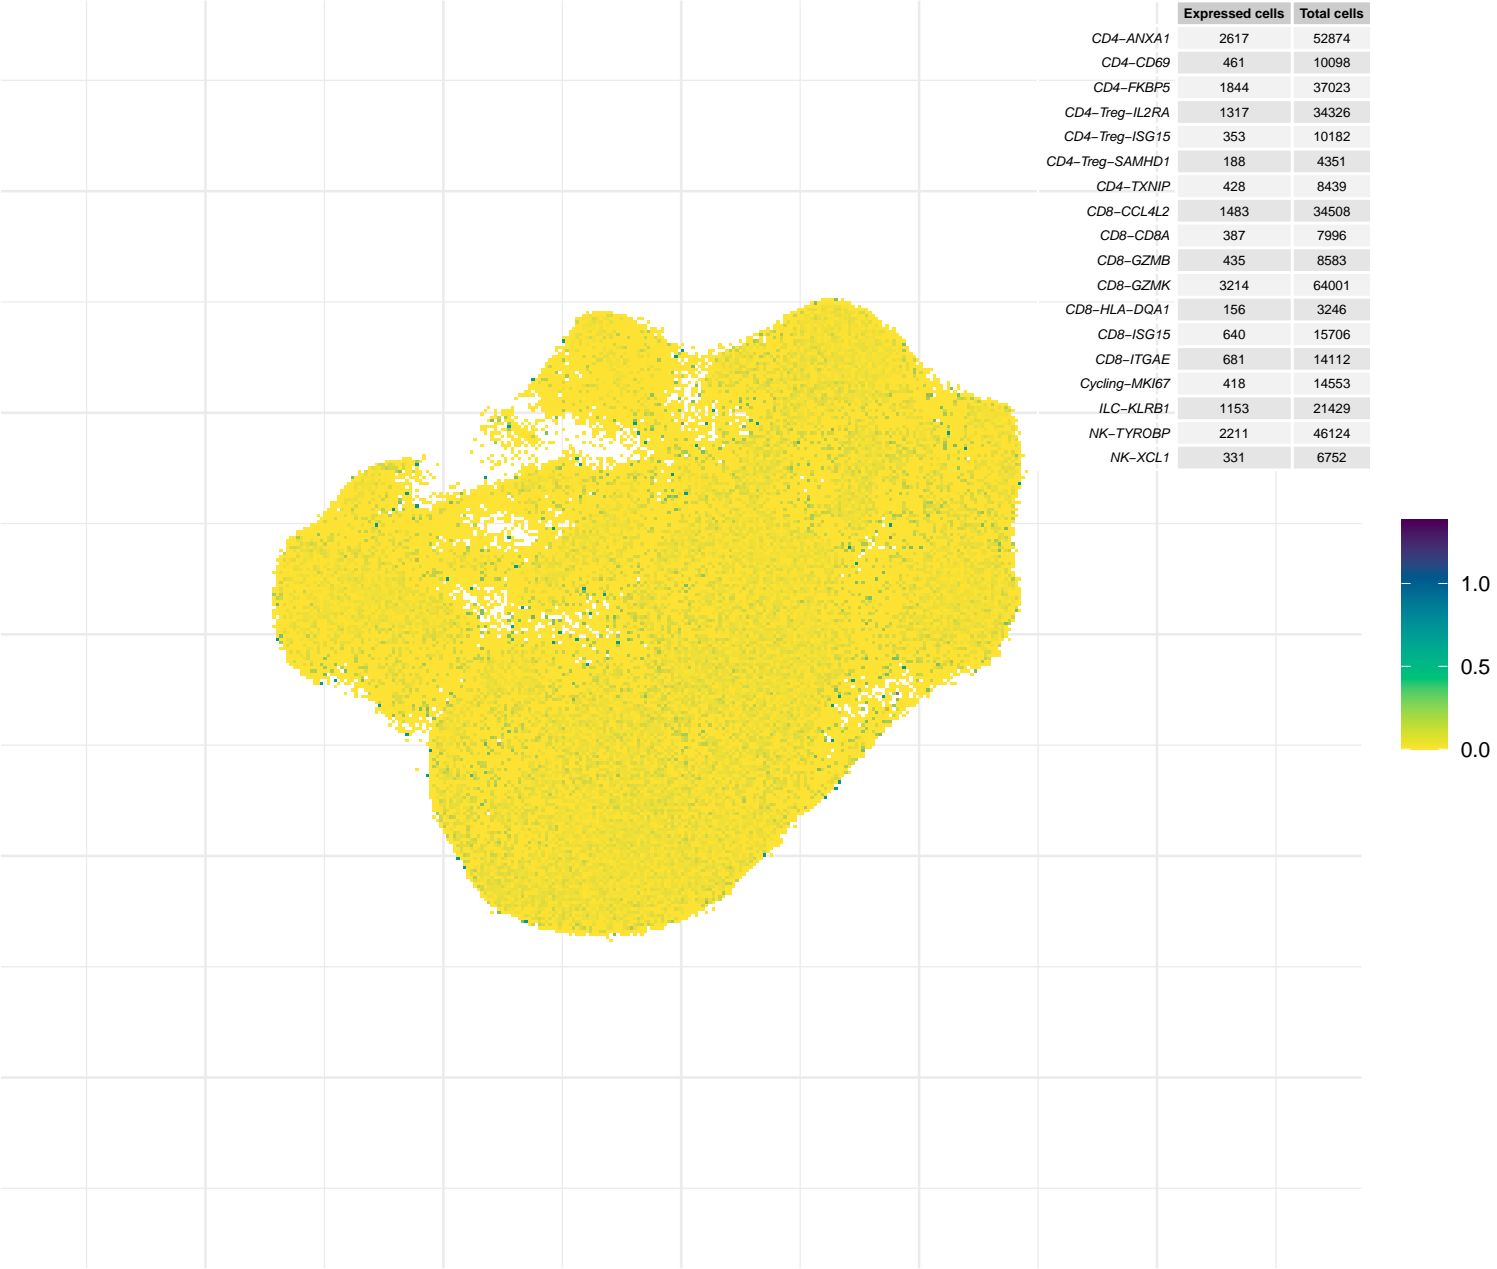 Expressed cells Total cells
CD4−ANXA1 2617 52874
CD4−CD69 461 10098
CD4−FKBP5 1844 37023
CD4−Treg−IL2RA 1317 34326
CD4−Treg−ISG15 353 10182
CD4−Treg−SAMHD1 188 4351
CD4−TXNIP 428 8439
CD8−CCL4L2 1483 34508
CD8−CD8A 387 7996
CD8−GZMB 435 8583
CD8−GZMK 3214 64001
CD8−HLA−DQA1 156 3246
CD8−ISG15 640 15706
CD8−ITGAE 681 14112
Cycling−MKI67 418 14553
ILC−KLRB1 1153 21429
NK−TYROBP 2211 46124
NK−XCL1 331 6752
1.0
0.5
0.0